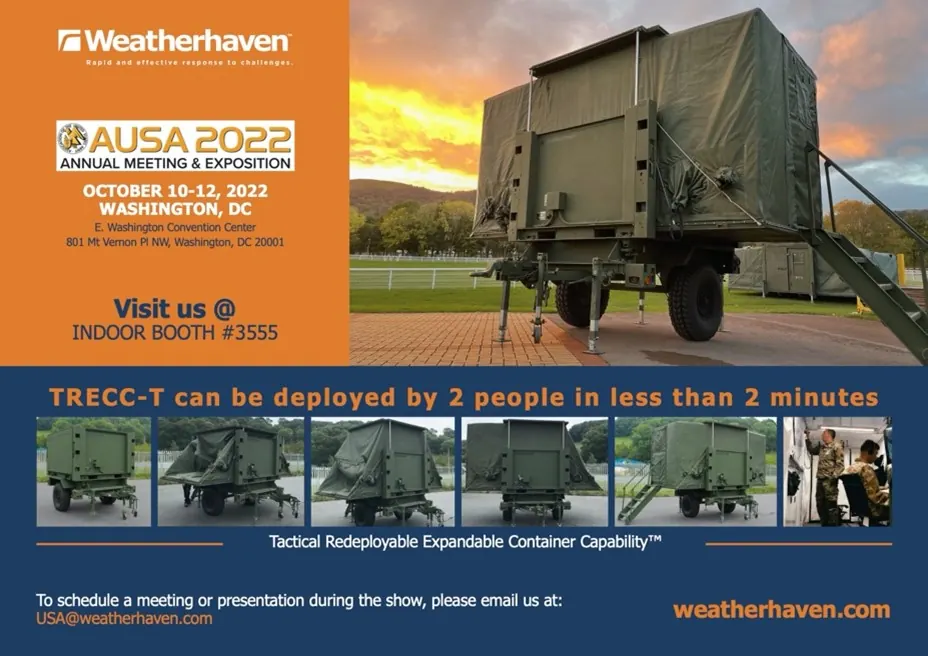 Weatherhaven™
Rapid and effective response to challenges.
AUSA 2022
ANNUAL MEETING & EXPOSITION
OCTOBER 10-12, 2022
WASHINGTON, DC
E. Washington Convention Center
801 Mt Vernon Pl NW, Washington, DC 20001
Visit us @
INDOOR BOOTH #3555
TRECC-T can be deployed by 2 people in less than 2 minutes
Tactical Redeployable Expandable Container Capability™
To schedule a meeting or presentation during the show, please email us at:
USA@weatherhaven.com
weatherhaven.com